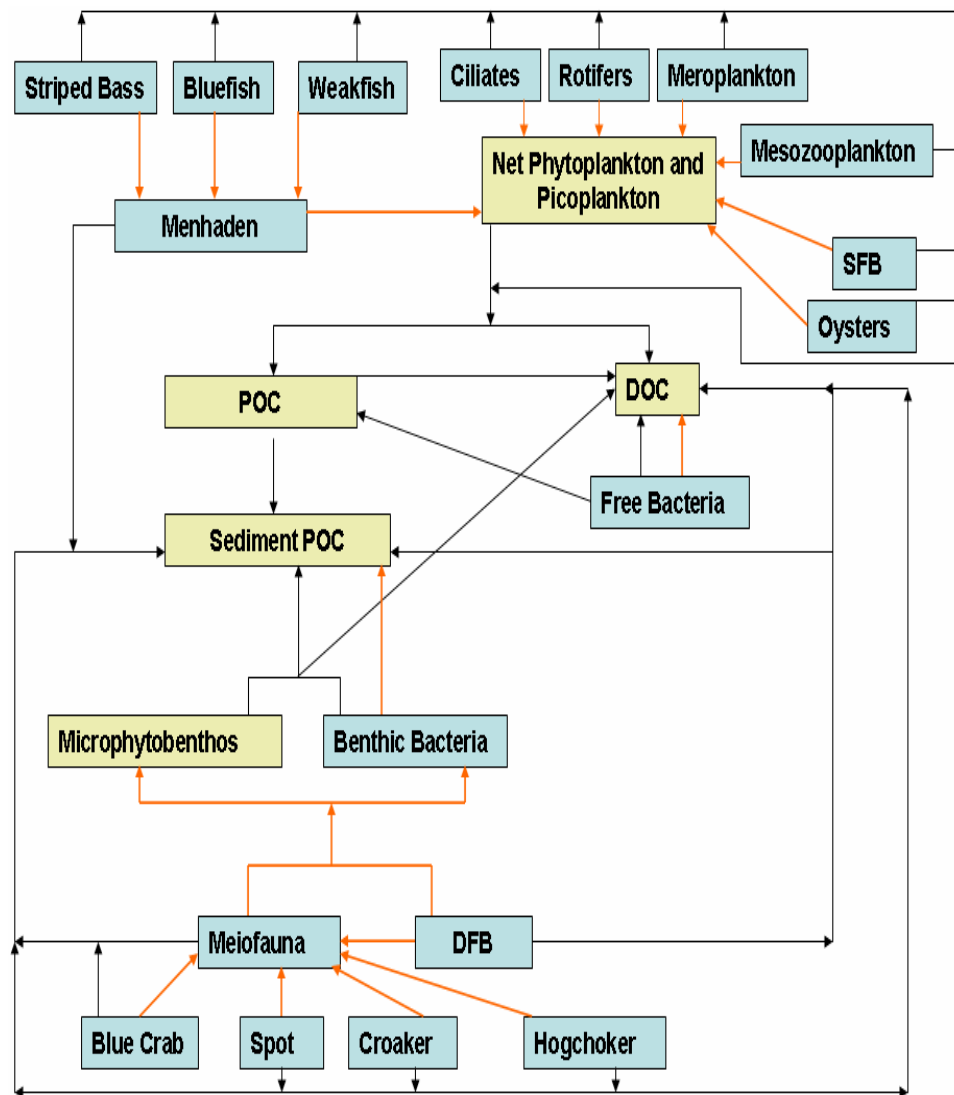 Striped Bass
Bluefish
Weakfish
Ciliates
Rotifers
Meroplankton
Mesozooplankton
Net Phytoplankton and
Picoplankton
Menhaden
SFB
Oysters
POC
DOC
Free Bacteria
Sediment POC
Microphytobenthos
Benthic Bacteria
Meiofauna
DFB
Blue Crab
Spot
Croaker
Hogchoker